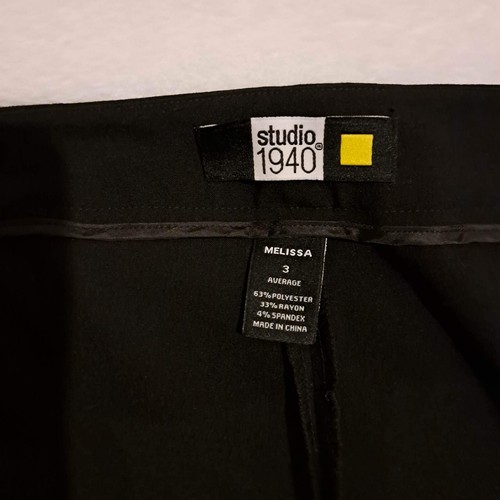 studio
1940®
MELISSA
3
AVERAGE
63% POLYESTER
33% RAYON
4% SPANDEX
MADE IN CHINA